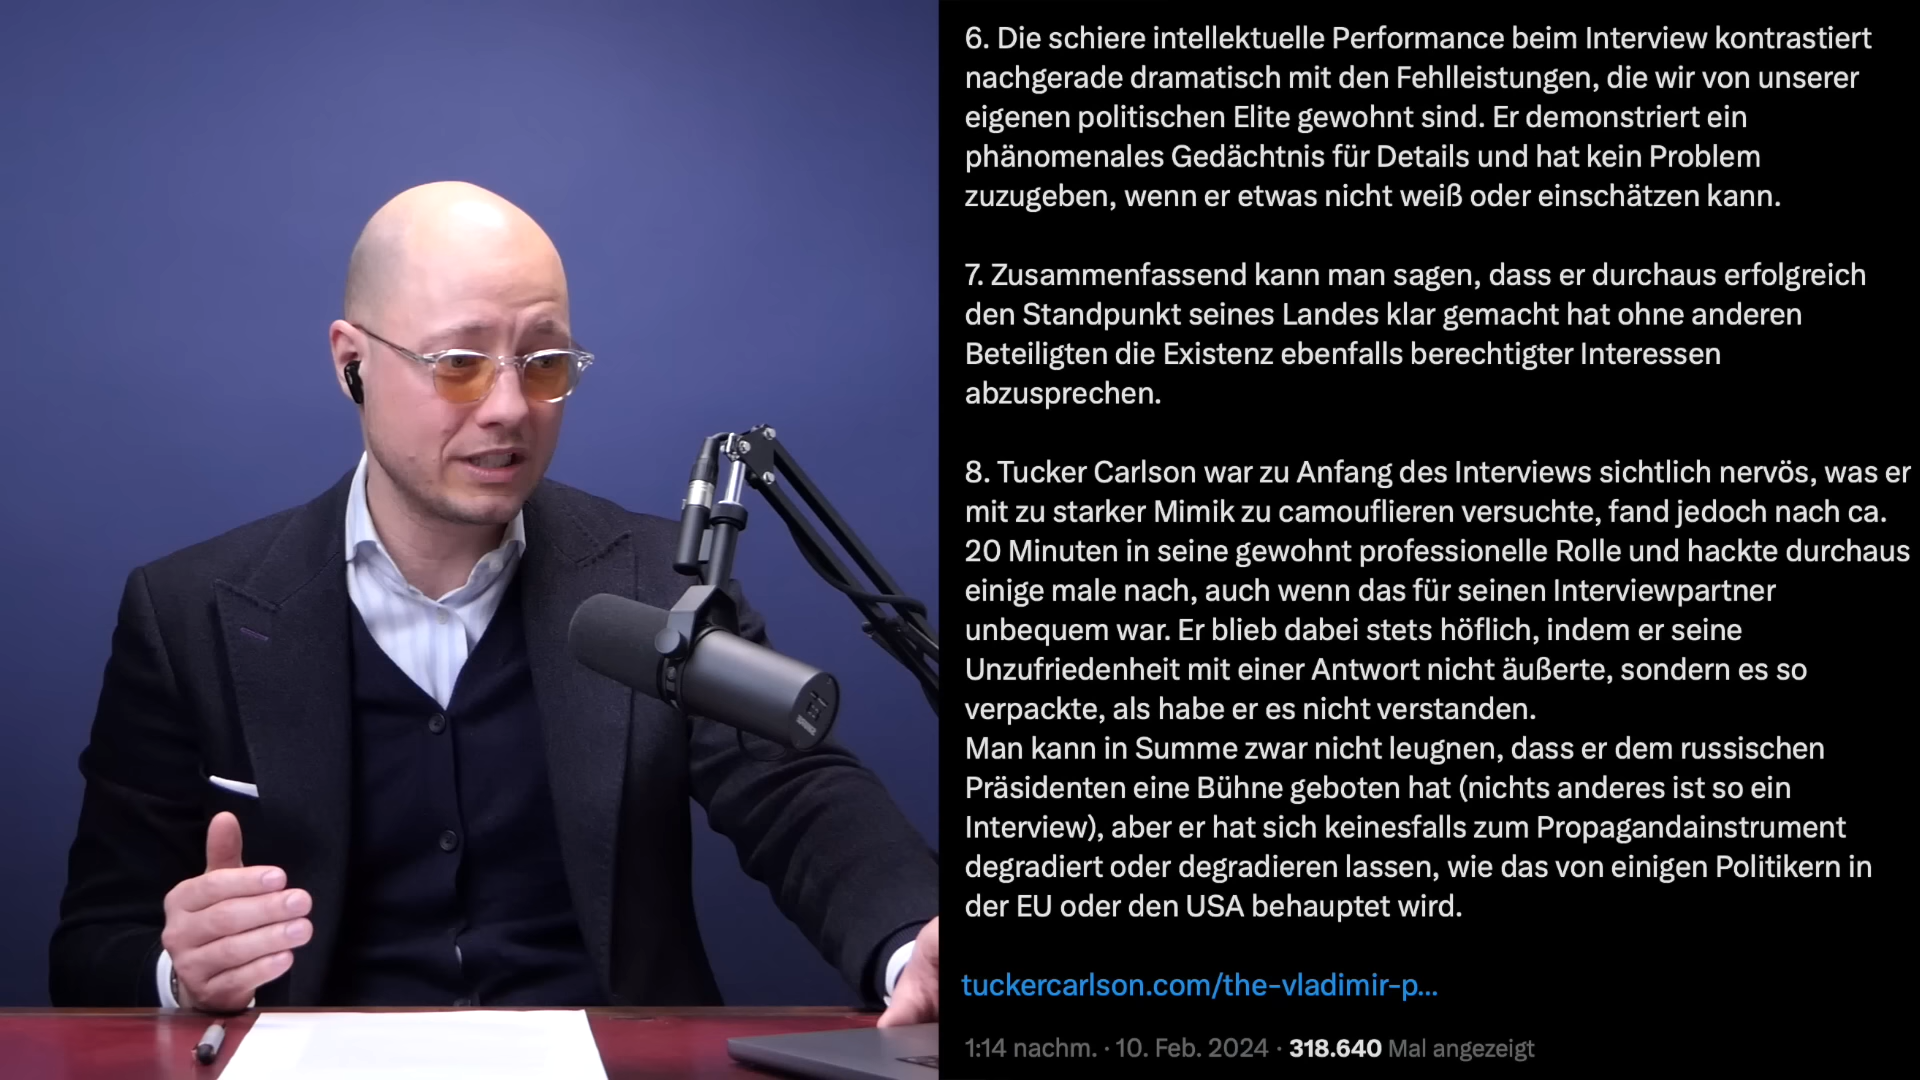 6. Die schiere intellektuelle Performance beim Interview kontrastiert
nachgerade dramatisch mit den Fehlleistungen, die wir von unserer
eigenen politischen Elite gewohnt sind. Er demonstriert ein
phänomenales Gedächtnis für Details und hat kein Problem
zuzugeben, wenn er etwas nicht weiß oder einschätzen kann.
7. Zusammenfassend kann man sagen, dass er durchaus erfolgreich
den Standpunkt seines Landes klar gemacht hat ohne anderen
Beteiligten die Existenz ebenfalls berechtigter Interessen
abzusprechen.
8. Tucker Carlson war zu Anfang des Interviews sichtlich nervös, was er
mit zu starker Mimik zu camouflieren versuchte, fand jedoch nach ca.
20 Minuten in seine gewohnt professionelle Rolle und hackte durchaus
einige male nach, auch wenn das für seinen Interviewpartner
unbequem war. Er blieb dabei stets höflich, indem er seine
Unzufriedenheit mit einer Antwort nicht äußerte, sondern es so
verpackte, als habe er es nicht verstanden.
Man kann in Summe zwar nicht leugnen, dass er dem russischen
Präsidenten eine Bühne geboten hat (nichts anderes ist so ein
Interview), aber er hat sich keinesfalls zum Propagandainstrument
degradiert oder degradieren lassen, wie das von einigen Politikern in
der EU oder den USA behauptet wird.
tuckercarlson.com/the-vladimir-p...
1:14 nachm. · 10. Feb. 2024 · 318.640 Mal angezeigt